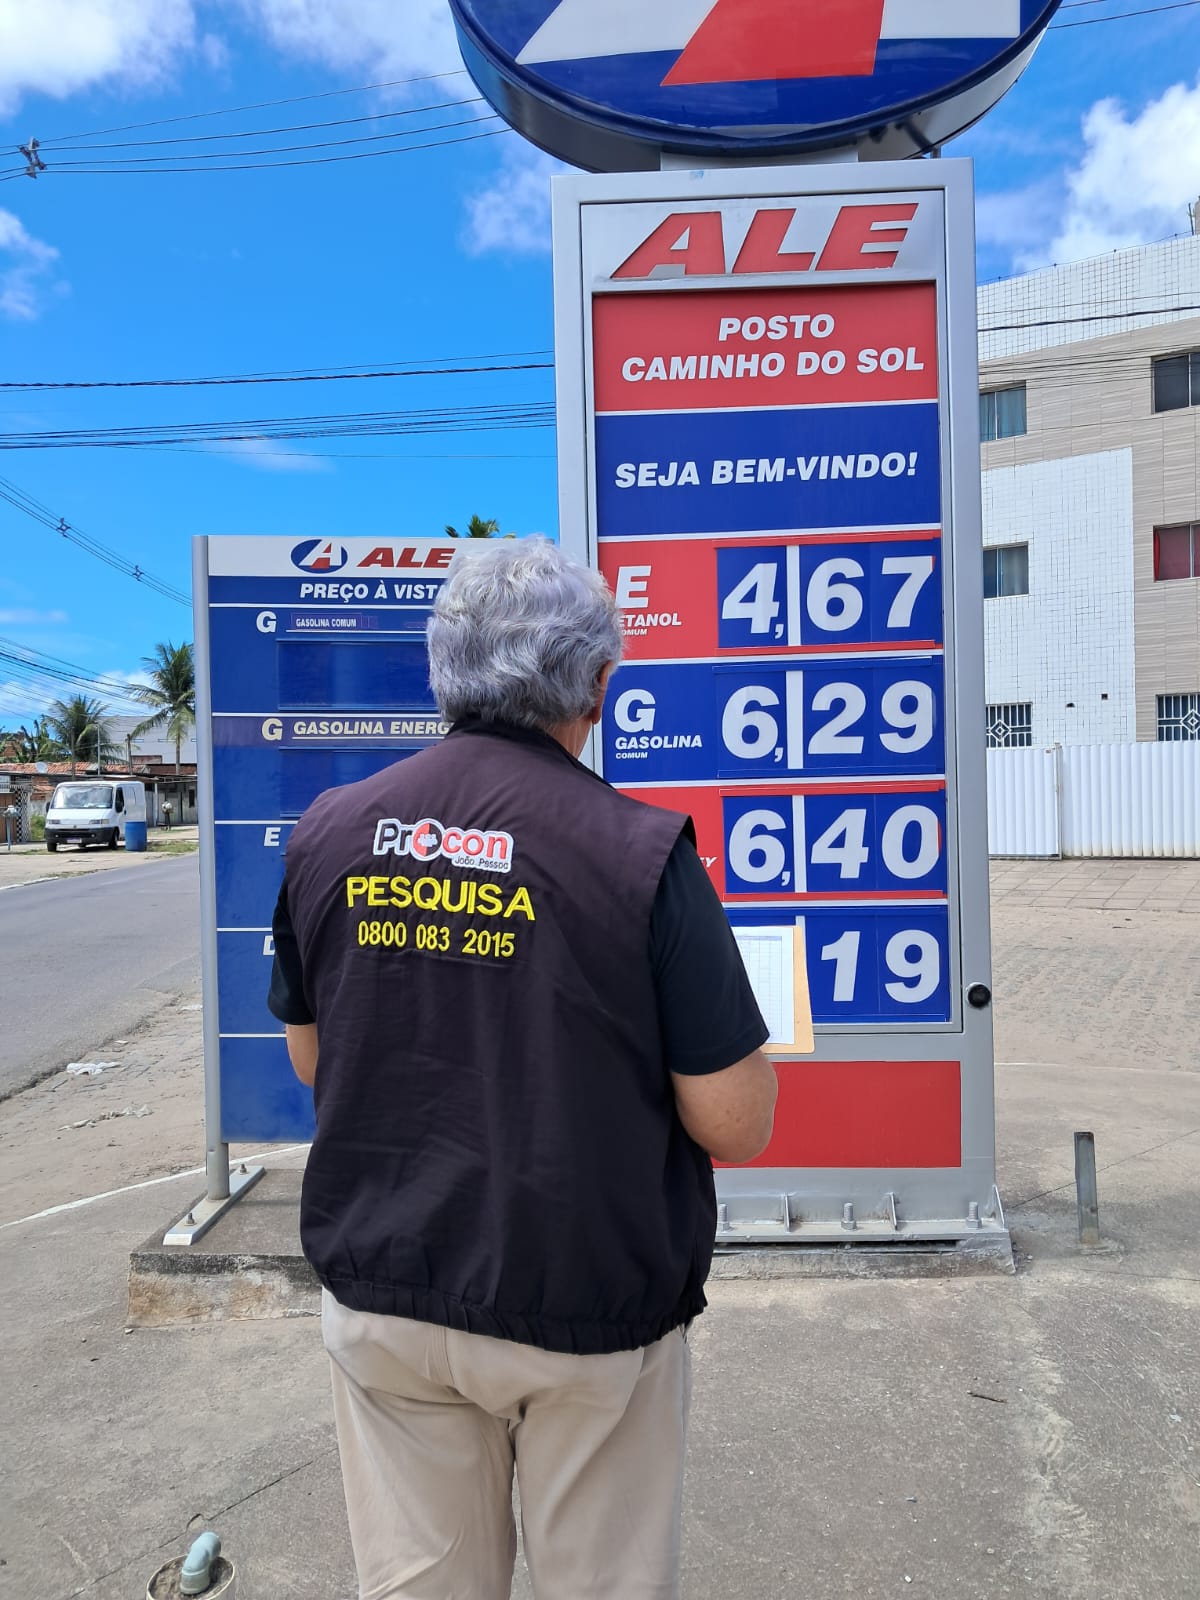 ALE
POSTO
CAMINHO DO SOL
SEJA BEM-VINDO!
E
ETANOL
COMUM
4,67
G
GASOLINA
COMUM
6,29
6,40
19
ALE
PREÇO À VISTA
G GASOLINA COMUM
G GASOLINA ENERG
E
D
Procon
João Pessoa
PESQUISA
0800 083 2015